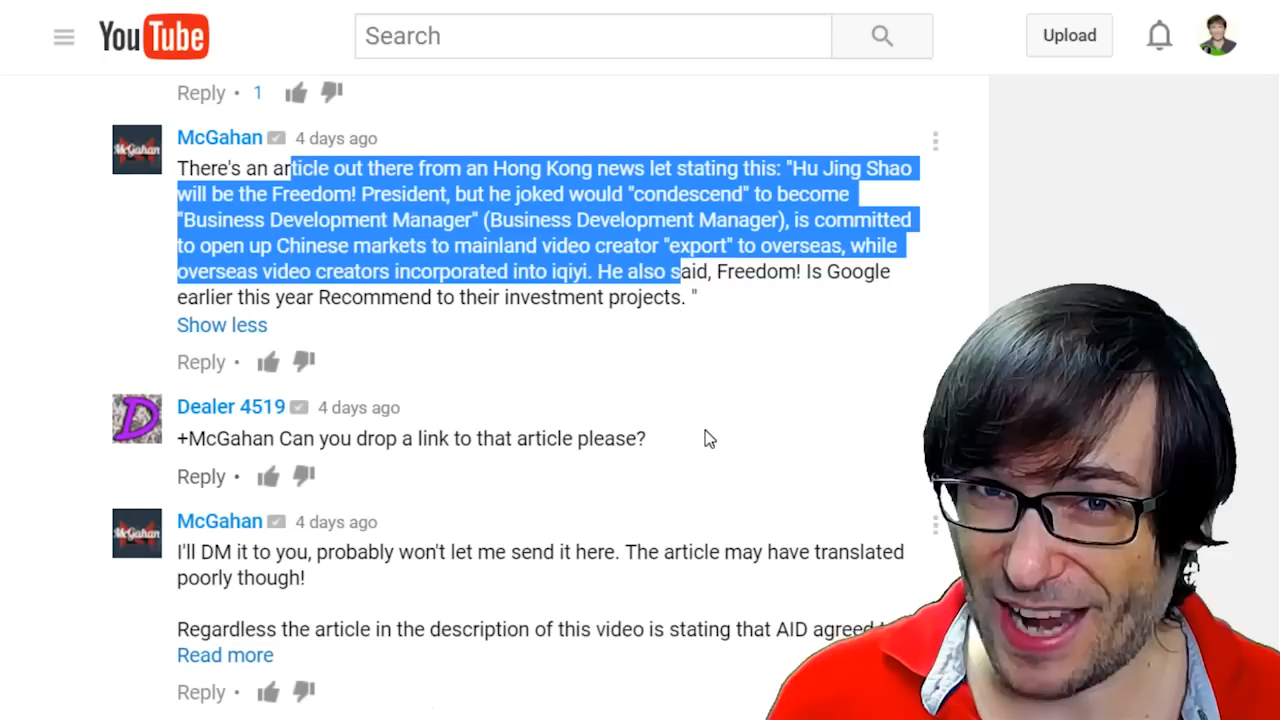 YouTube
Search
Upload
Reply • 1
McGahan
McGahan 4 days ago
There's an article out there from an Hong Kong news let stating this: "Hu Jing Shao
will be the Freedom! President, but he joked would "condescend" to become
"Business Development Manager" (Business Development Manager), is committed
to open up Chinese markets to mainland video creator "export" to overseas, while
overseas video creators incorporated into iqiyi. He also said, Freedom! Is Google
earlier this year Recommend to their investment projects. "
Show less
Reply •
D
Dealer 4519 4 days ago
+McGahan Can you drop a link to that article please?
Reply •
McGahan
McGahan 4 days ago
I'll DM it to you, probably won't let me send it here. The article may have translated
poorly though!
Regardless the article in the description of this video is stating that AID agreed
Read more
Reply •